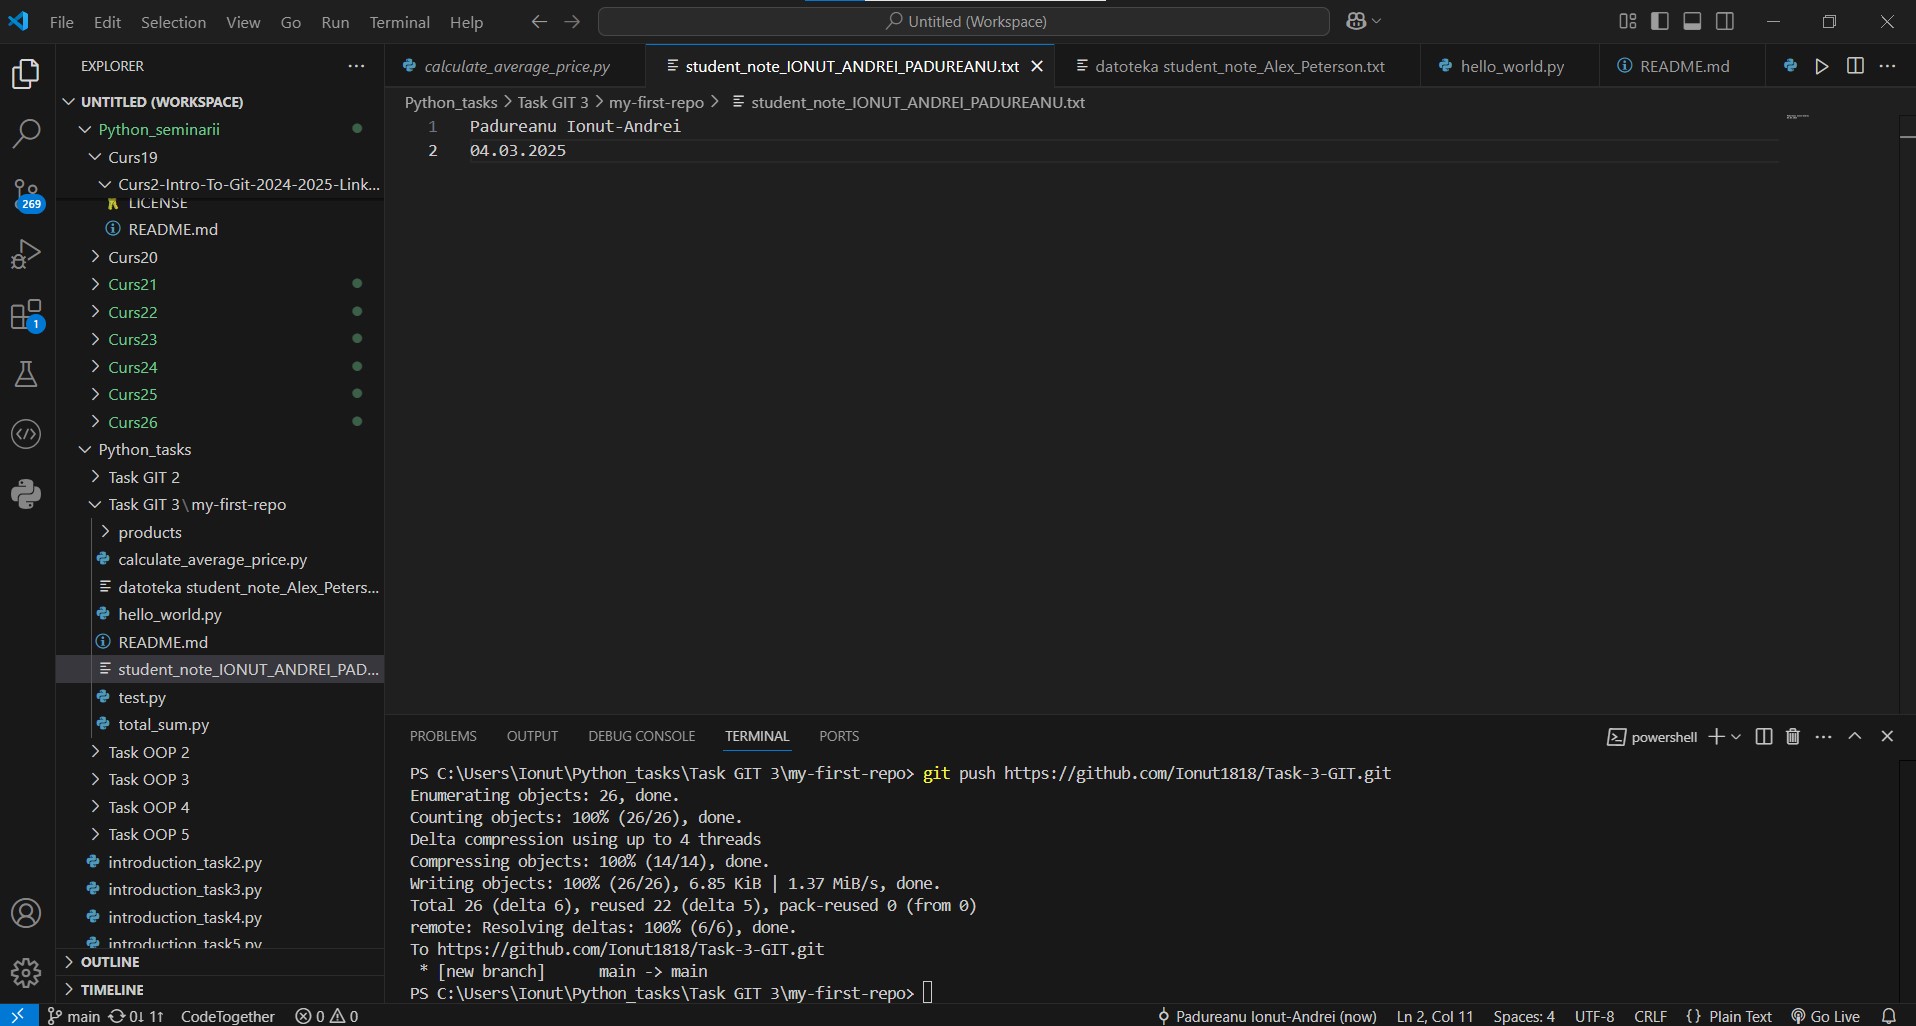 File Edit Selection View Go Run Terminal Help
Untitled (Workspace)
EXPLORER
calculate_average_price.py
student_note_IONUT_ANDREI_PADUREANU.txt
datoteka student_note_Alex_Peterson.txt
hello_world.py
README.md
UNTITLED (WORKSPACE)
Python_seminarii
Curs19
Curs2-Intro-To-Git-2024-2025-Link...
LICENSE
README.md
Curs20
Curs21
Curs22
Curs23
Curs24
Curs25
Curs26
Python_tasks
Task GIT 2
Task GIT 3\my-first-repo
products
calculate_average_price.py
datoteka student_note_Alex_Peters...
hello_world.py
README.md
student_note_IONUT_ANDREI_PAD...
test.py
total_sum.py
Task OOP 2
Task OOP 3
Task OOP 4
Task OOP 5
introduction_task2.py
introduction_task3.py
introduction_task4.py
introduction_task5.py
OUTLINE
TIMELINE
269
1
Python_tasks > Task GIT 3 > my-first-repo > student_note_IONUT_ANDREI_PADUREANU.txt
1 Padureanu Ionut-Andrei
2 04.03.2025
PROBLEMS OUTPUT DEBUG CONSOLE TERMINAL PORTS
powershell
PS C:\Users\Ionut\Python_tasks\Task GIT 3\my-first-repo> git push https://github.com/Ionut1818/Task-3-GIT.git
Enumerating objects: 26, done.
Counting objects: 100% (26/26), done.
Delta compression using up to 4 threads
Compressing objects: 100% (14/14), done.
Writing objects: 100% (26/26), 6.85 KiB | 1.37 MiB/s, done.
Total 26 (delta 6), reused 22 (delta 5), pack-reused 0 (from 0)
remote: Resolving deltas: 100% (6/6), done.
To https://github.com/Ionut1818/Task-3-GIT.git
 * [new branch]      main -> main
PS C:\Users\Ionut\Python_tasks\Task GIT 3\my-first-repo>
main 0↓ 1↑ CodeTogether 0 0
Padureanu Ionut-Andrei (now) Ln 2, Col 11 Spaces: 4 UTF-8 CRLF {} Plain Text Go Live